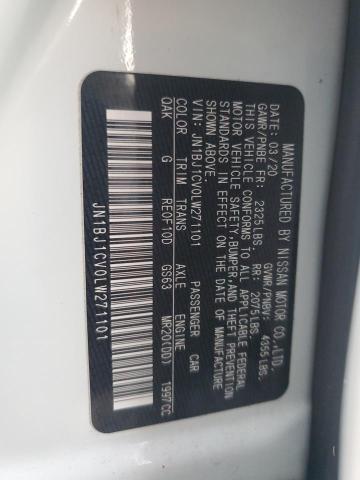 MANUFACTURED BY NISSAN MOTOR CO.,LTD.
DATE: 03/20 GVWR/PNBV: 4355LBS.
GAWR/PNBE FR: 2325LBS. RR: 2075LBS.
THIS VEHICLE CONFORMS TO ALL APPLICABLE FEDERAL
MOTOR VEHICLE SAFETY, BUMPER, AND THEFT PREVENTION
STANDARDS IN EFFECT ON THE DATE OF MANUFACTURE
SHOWN ABOVE.
VIN: JN1BJ1CV0LW271101 PASSENGER CAR
COLOR TRIM TRANS AXLE ENGINE
QAK G RE0F10D GS63 MR20(DD) 1997CC
JN1BJ1CV0LW271101